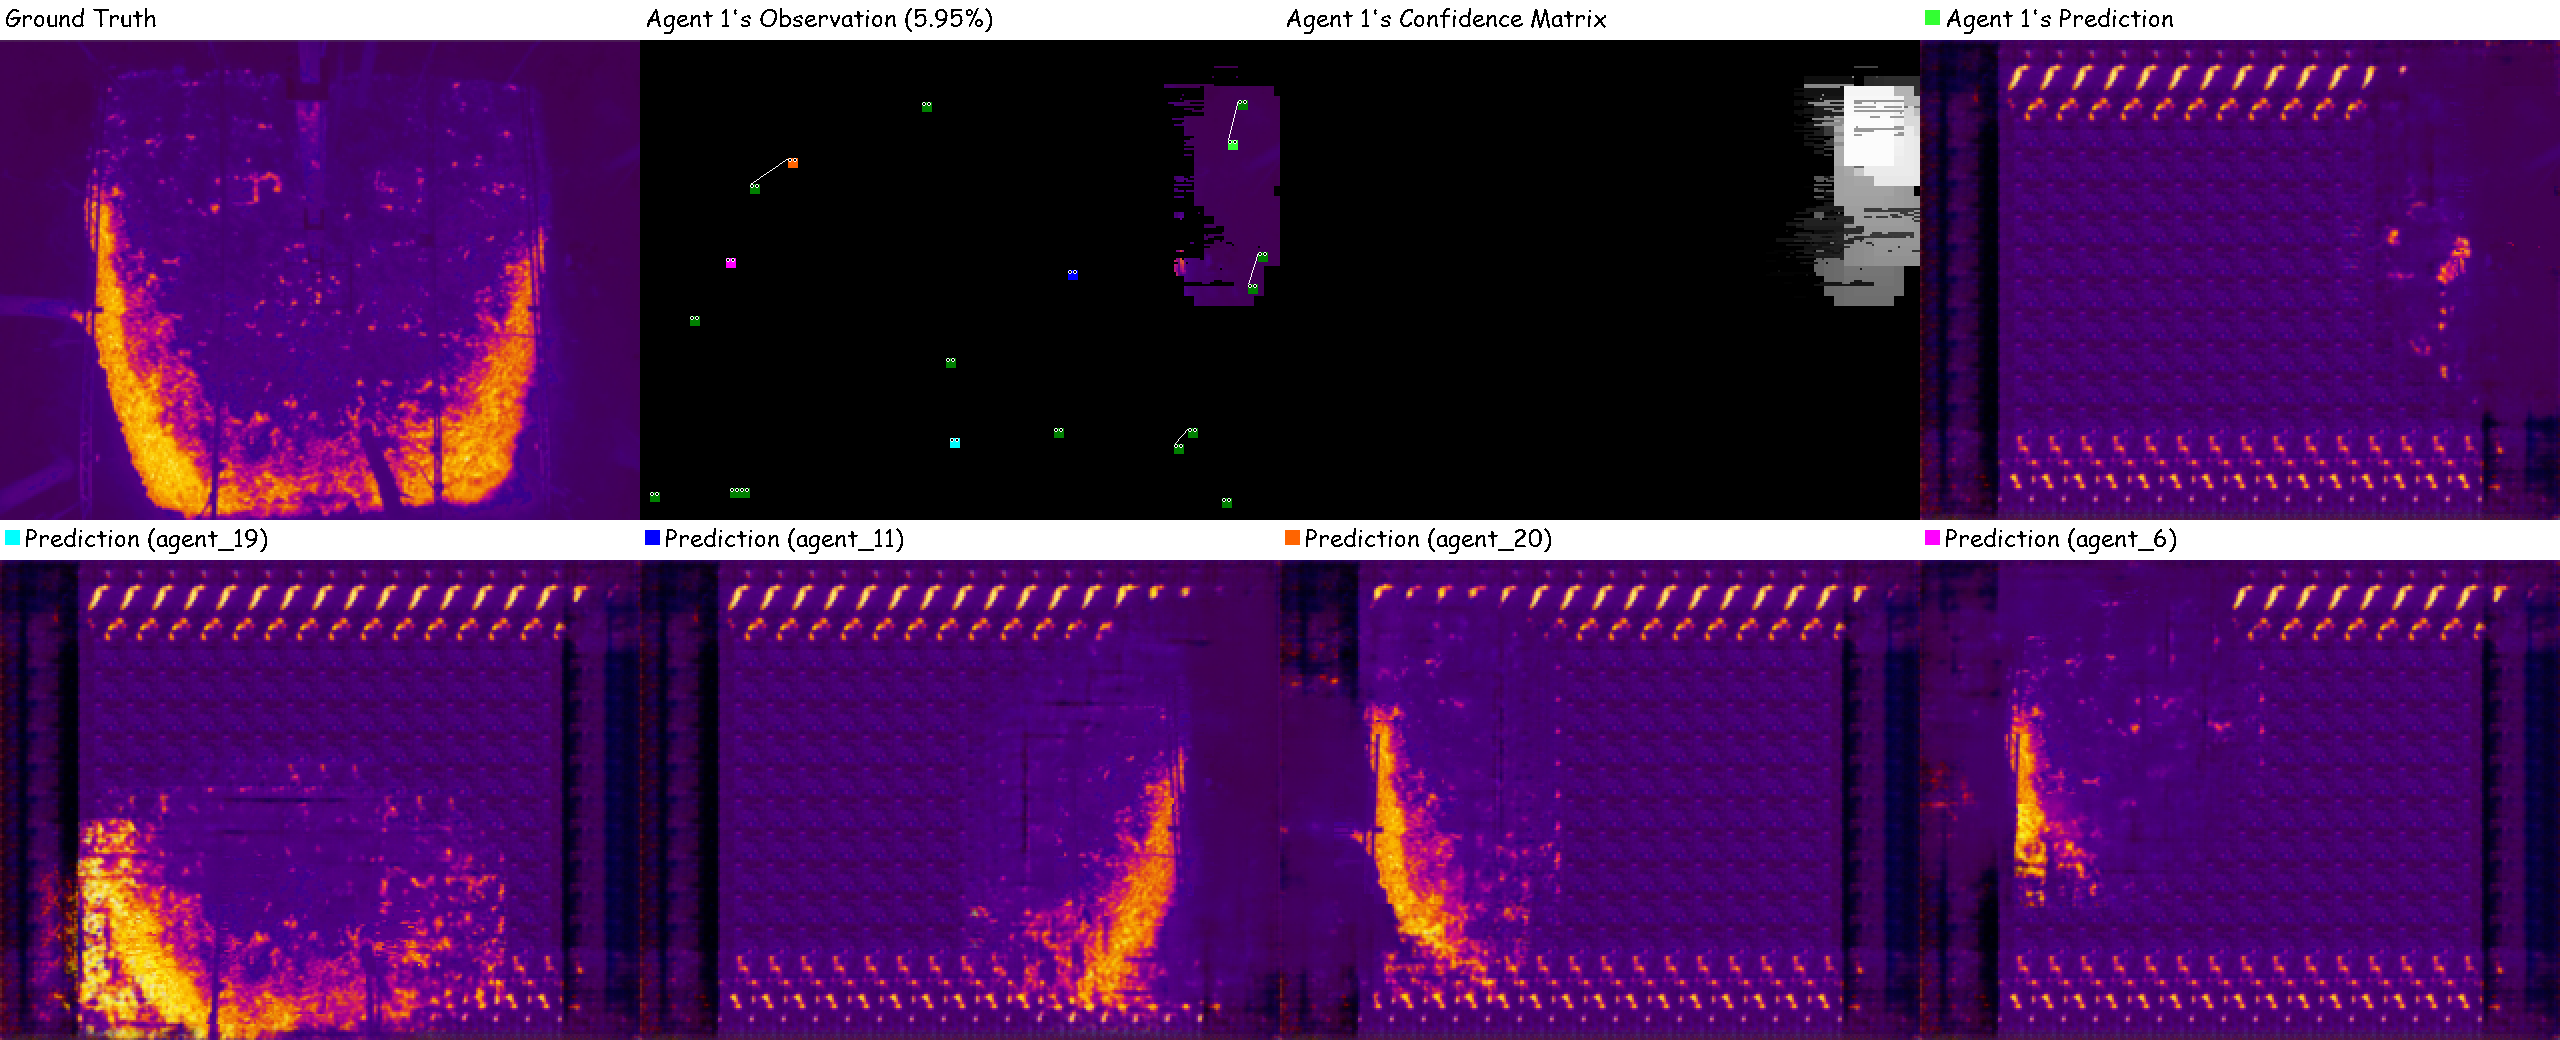 Ground Truth
Agent 1's Observation (5.95%)
Agent 1's Confidence Matrix
Agent 1's Prediction
Prediction (agent_19)
Prediction (agent_11)
Prediction (agent_20)
Prediction (agent_6)